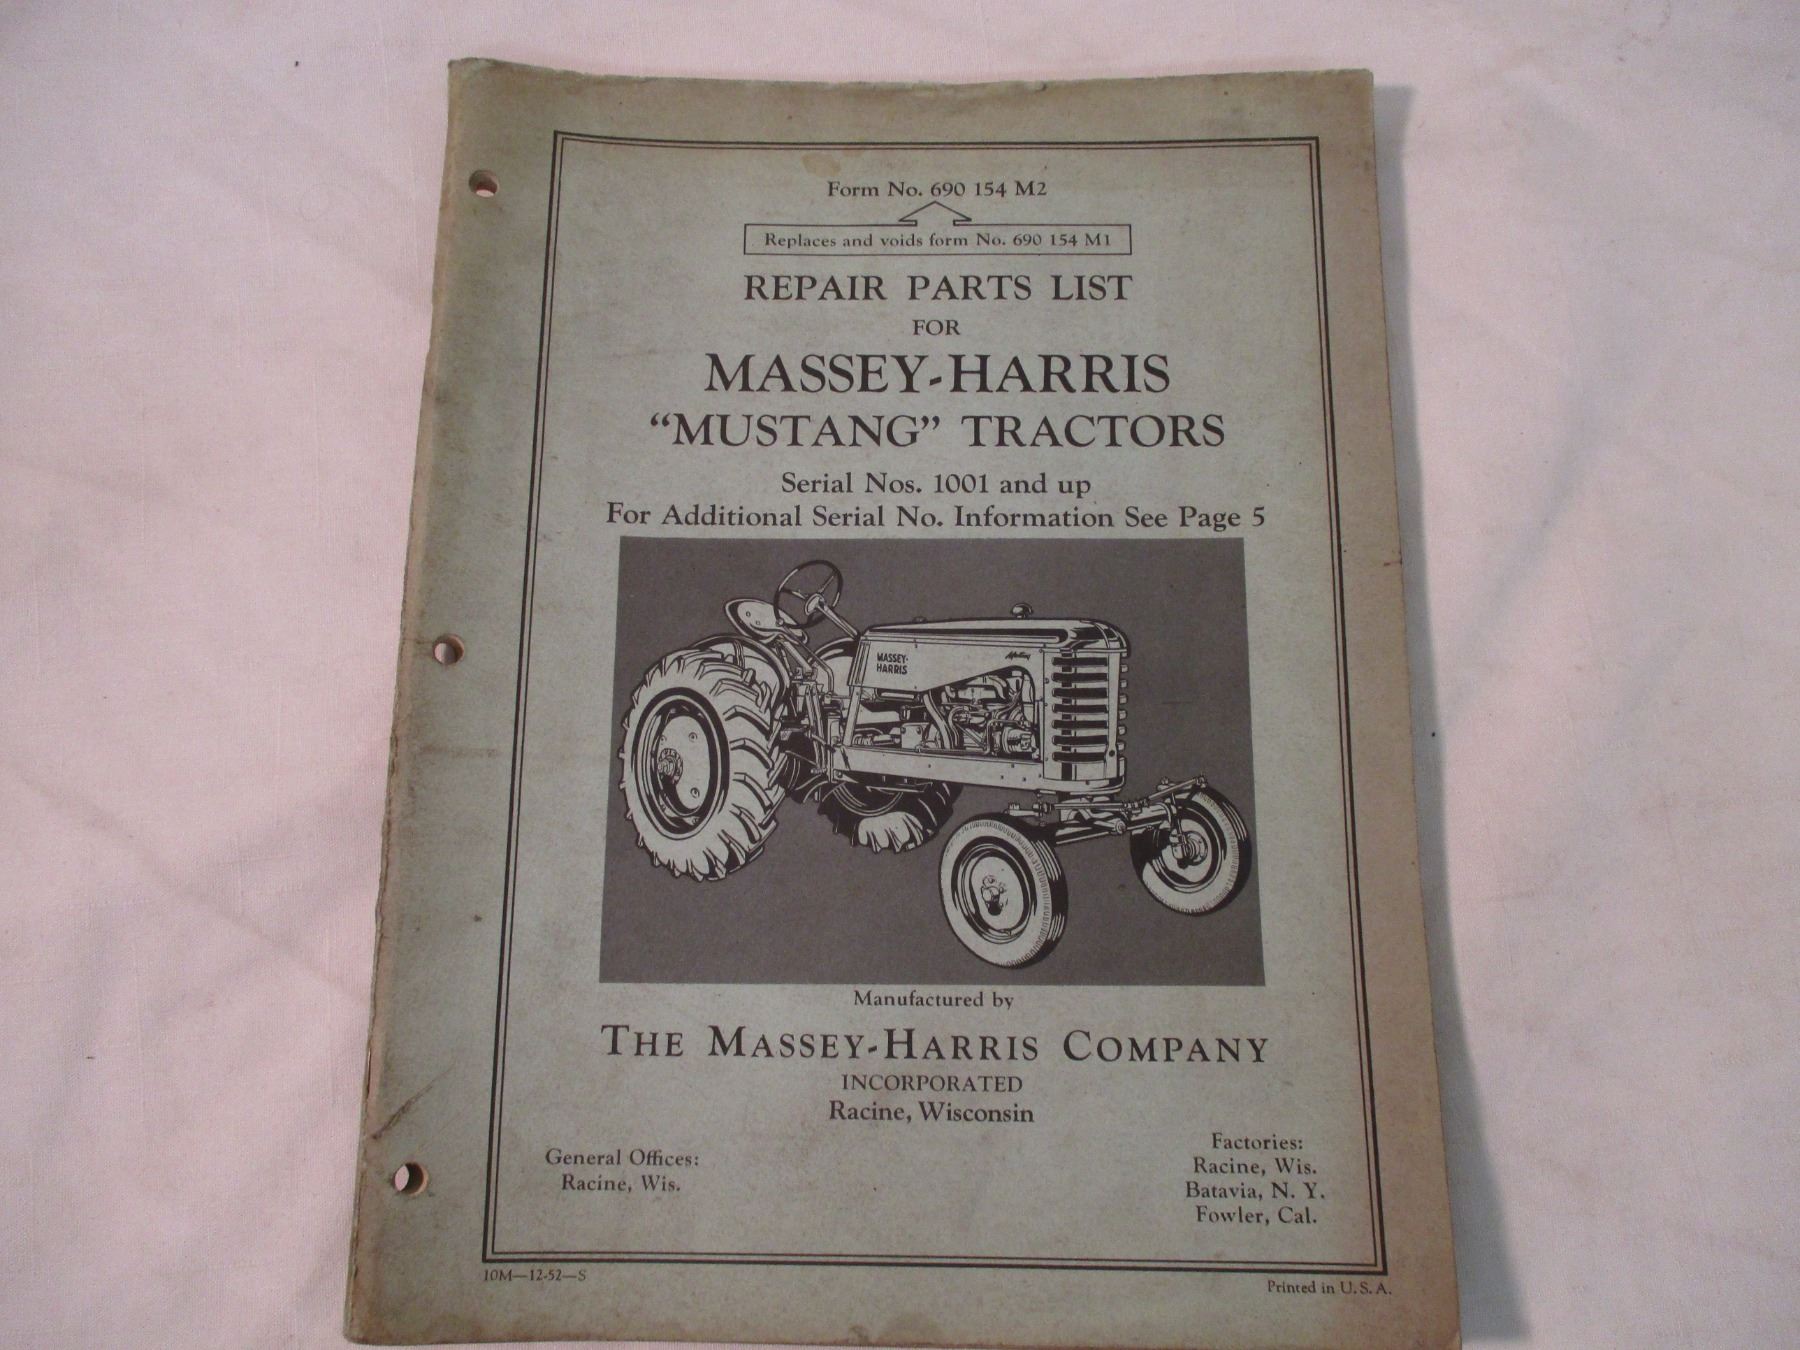 Form No. 690 154 M2
Replaces and voids form No. 690 154 M1
REPAIR PARTS LIST
FOR
MASSEY-HARRIS
“MUSTANG” TRACTORS
Serial Nos. 1001 and up
For Additional Serial No. Information See Page 5
MASSEY-
HARRIS
Mustang
Manufactured by
THE MASSEY-HARRIS COMPANY
INCORPORATED
Racine, Wisconsin
General Offices:
Racine, Wis.
Factories:
Racine, Wis.
Batavia, N. Y.
Fowler, Cal.
10M—12-52—S
Printed in U. S. A.